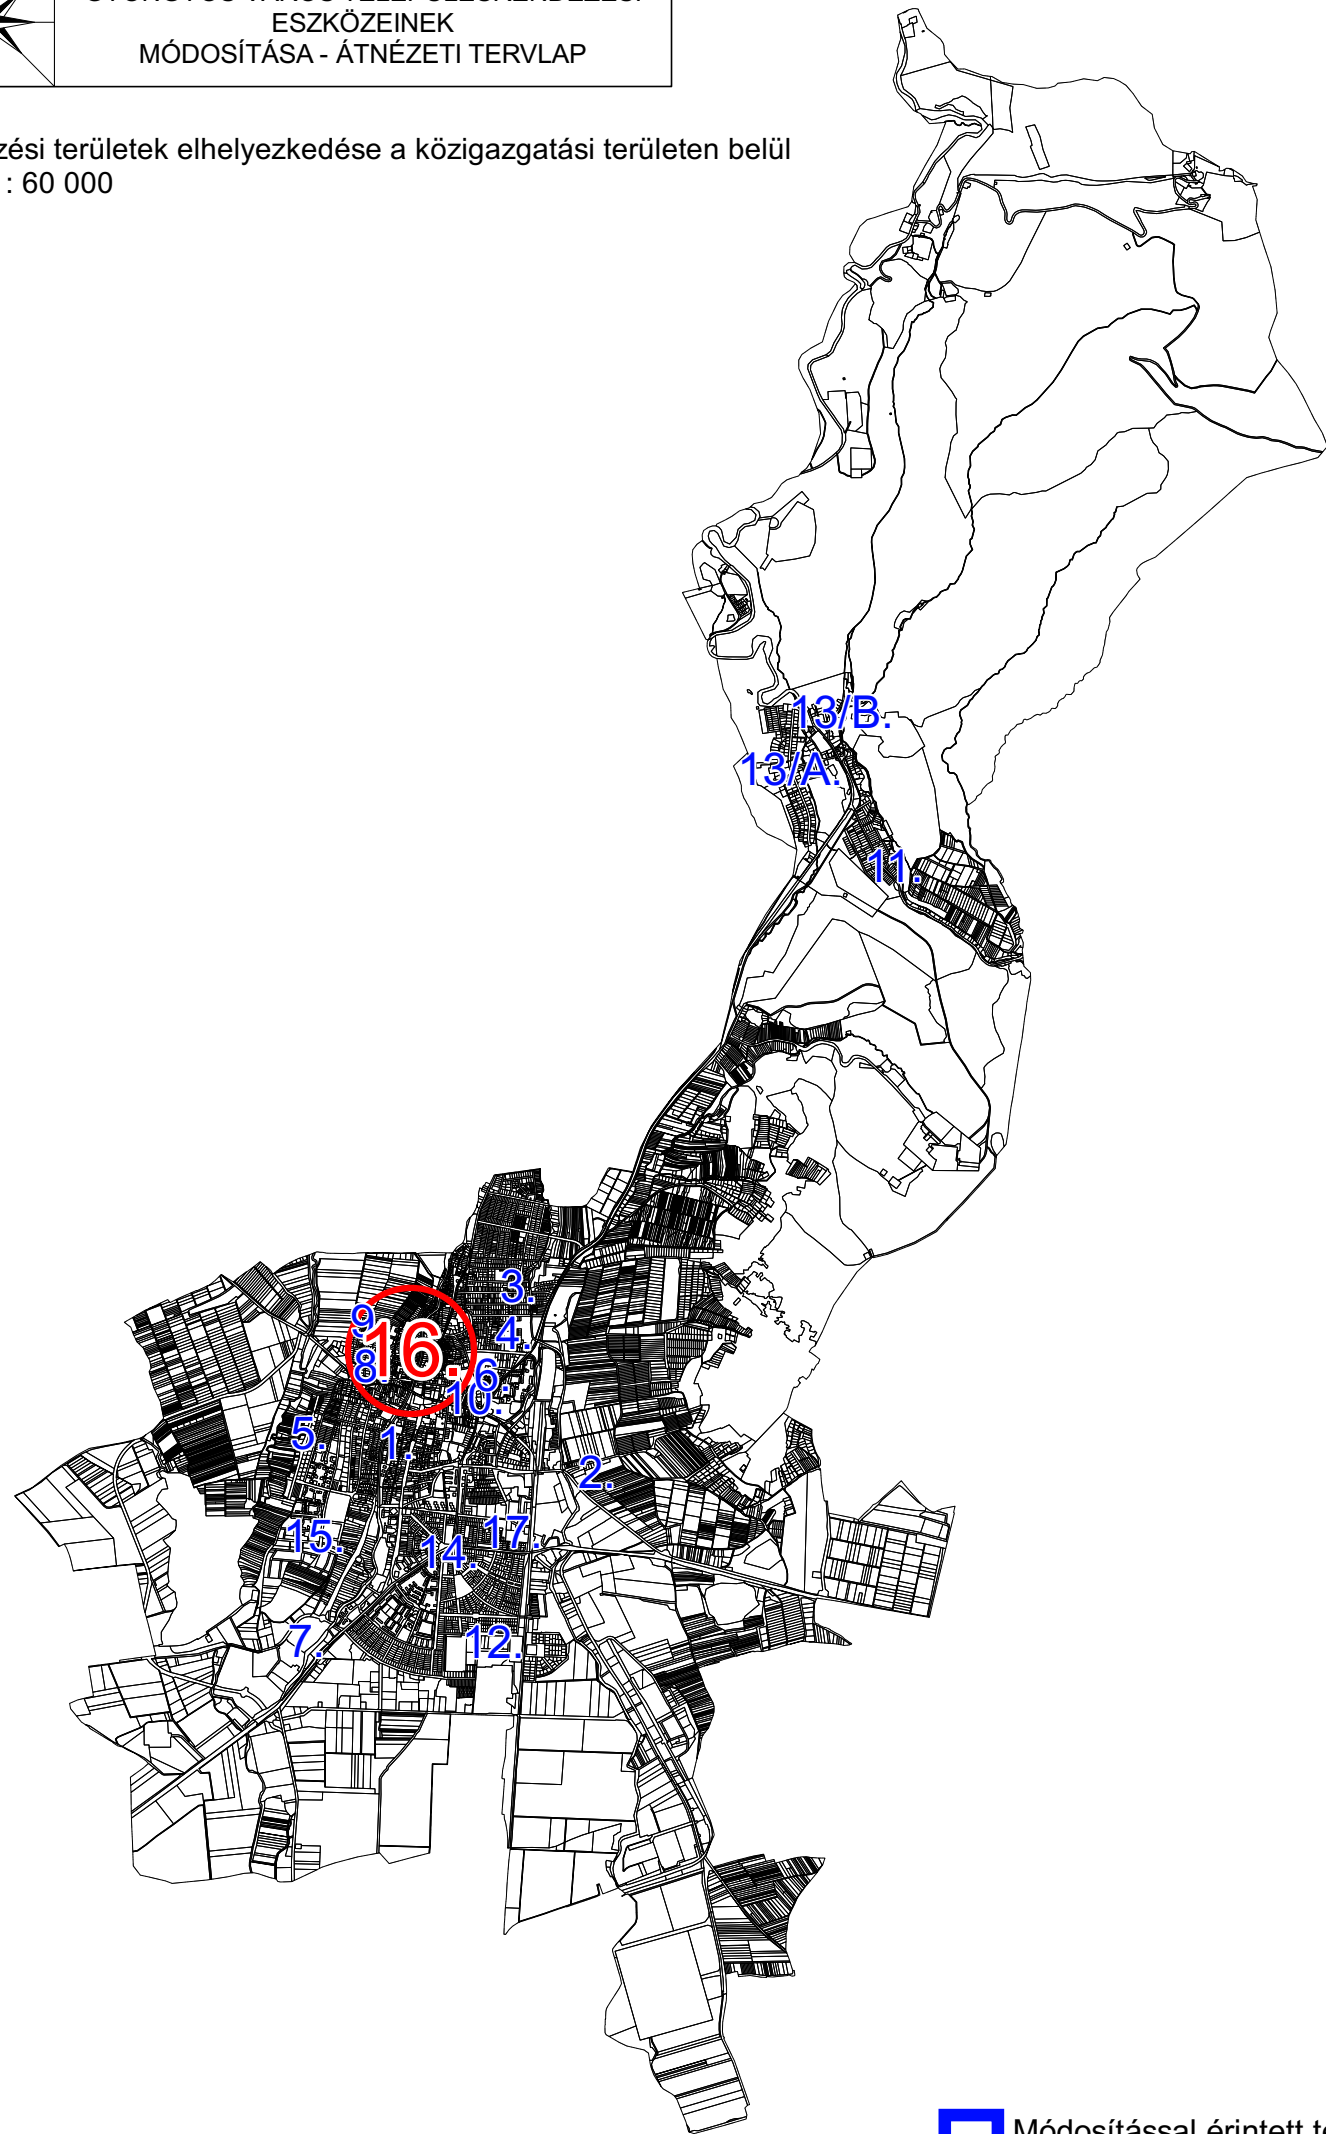 ESZKÖZEINEK
MÓDOSÍTÁSA - ÁTNÉZETI TERVLAP
zési területek elhelyezkedése a közigazgatási területen belül
: 60 000
13/B.
13/A.
11.
3.
9.
4.
16.
8.
6.
10.
5.
1.
2.
17.
15.
14.
7.
12.
Módosítással érintett te